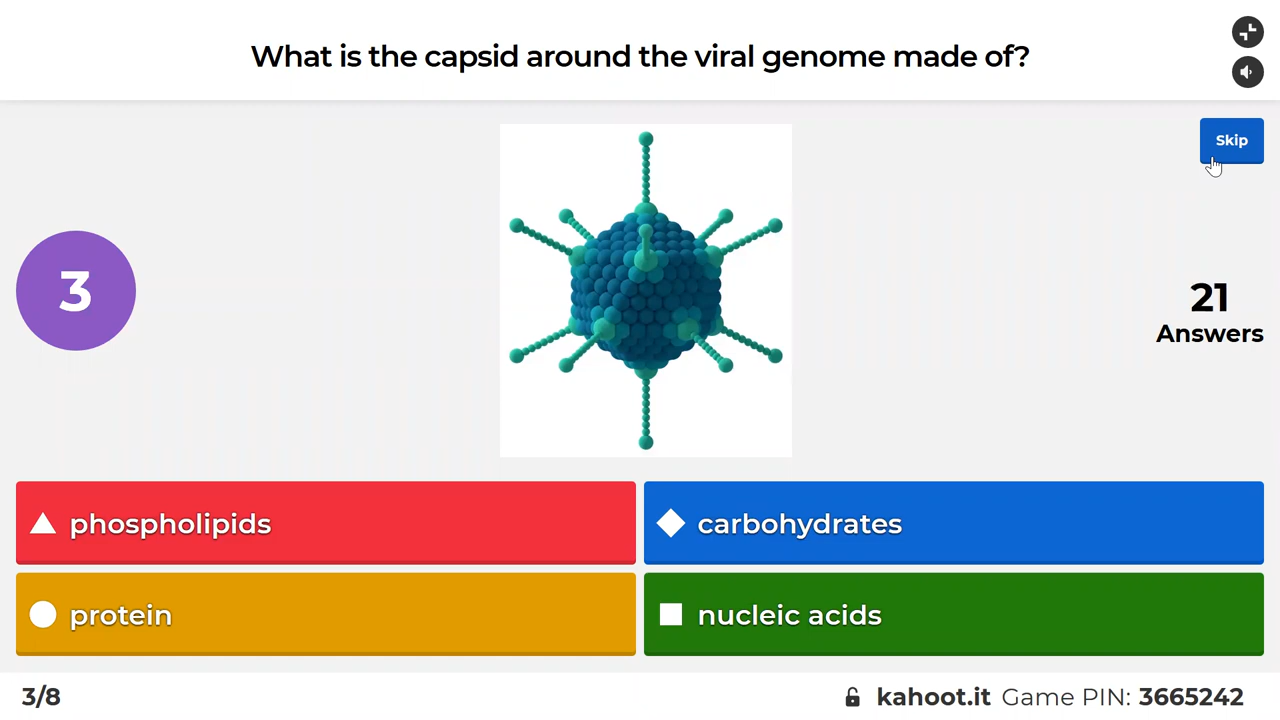 What is the capsid around the viral genome made of?
Skip
3
21
Answers
phospholipids
carbohydrates
protein
nucleic acids
3/8
kahoot.it Game PIN: 3665242